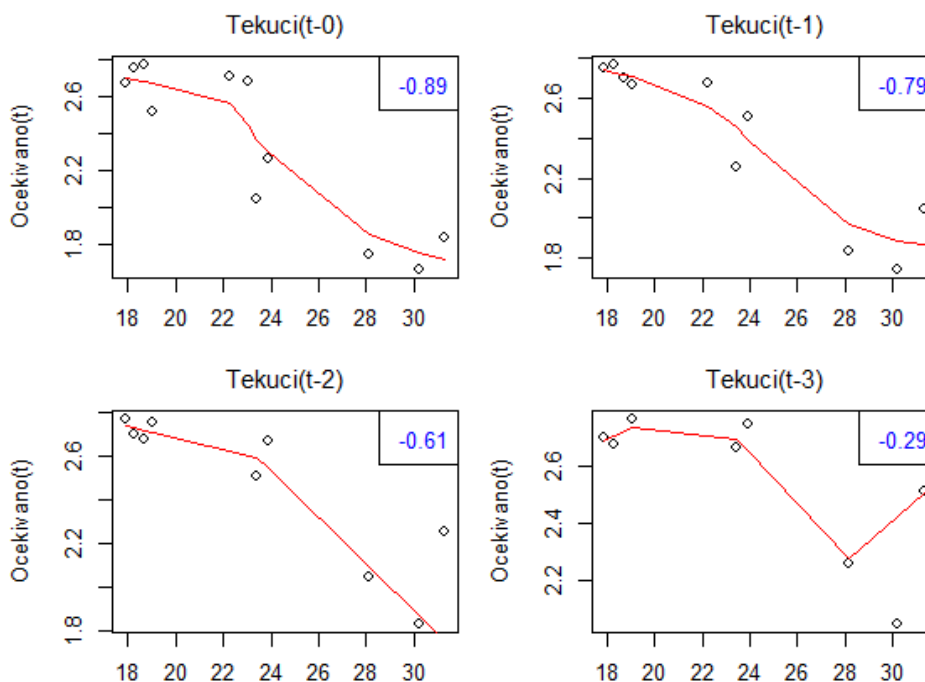 Tekuci(t-0)
-0.89
Ocekivano(t)
2.6
2.2
1.8
18 20 22 24 26 28 30
Tekuci(t-1)
-0.79
Ocekivano(t)
2.6
2.2
1.8
18 20 22 24 26 28 30
Tekuci(t-2)
-0.61
Ocekivano(t)
2.6
2.2
1.8
18 20 22 24 26 28 30
Tekuci(t-3)
-0.29
Ocekivano(t)
2.6
2.4
2.2
18 20 22 24 26 28 30